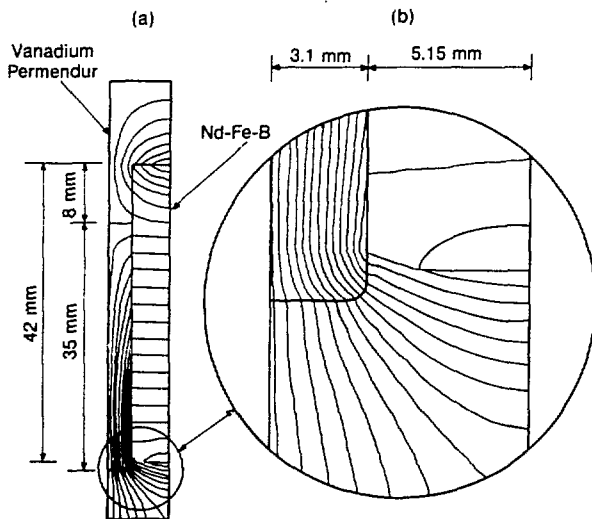 (a)
(b)
Vanadium
Permendur
Nd-Fe-B
3.1 mm
5.15 mm
8 mm
42 mm
35 mm